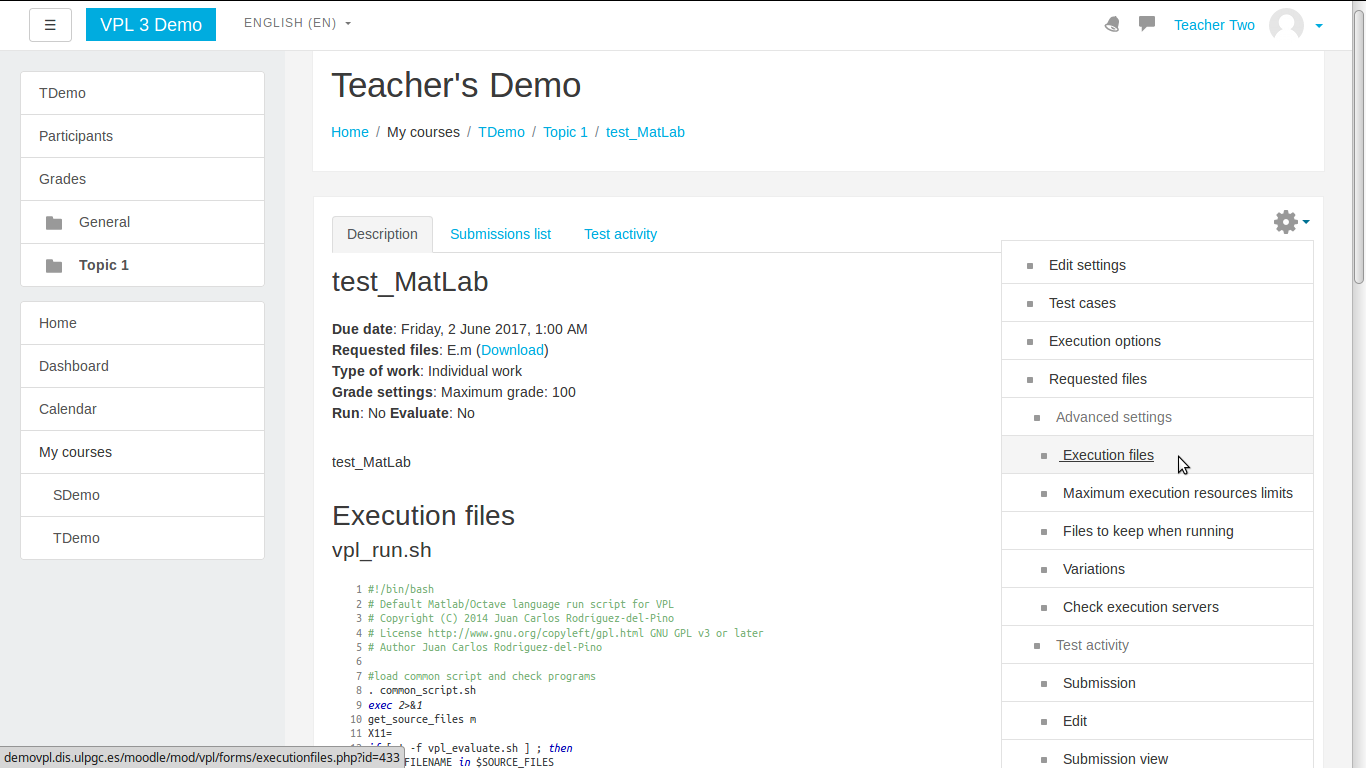 ☰ VPL 3 Demo ENGLISH (EN) Teacher Two
TDemo
Participants
Grades
General
Topic 1
Home
Dashboard
Calendar
My courses
SDemo
TDemo
Teacher's Demo
Home / My courses / TDemo / Topic 1 / test_MatLab
Description Submissions list Test activity
test_MatLab
Due date: Friday, 2 June 2017, 1:00 AM
Requested files: E.m (Download)
Type of work: Individual work
Grade settings: Maximum grade: 100
Run: No Evaluate: No
test_MatLab
Execution files
vpl_run.sh
1 #!/bin/bash
2 # Default Matlab/Octave language run script for VPL
3 # Copyright (C) 2014 Juan Carlos Rodriguez-del-Pino
4 # License http://www.gnu.org/copyleft/gpl.html GNU GPL v3 or later
5 # Author Juan Carlos Rodriguez-del-Pino
6
7 #load common script and check programs
8 . common_script.sh
9 exec 2>&1
10 get_source_files m
11 X11=
-f vpl_evaluate.sh ] ; then
FILENAME in $SOURCE_FILES
Edit settings
Test cases
Execution options
Requested files
Advanced settings
Execution files
Maximum execution resources limits
Files to keep when running
Variations
Check execution servers
Test activity
Submission
Edit
Submission view
demovpl.dis.ulpgc.es/moodle/mod/vpl/forms/executionfiles.php?id=433